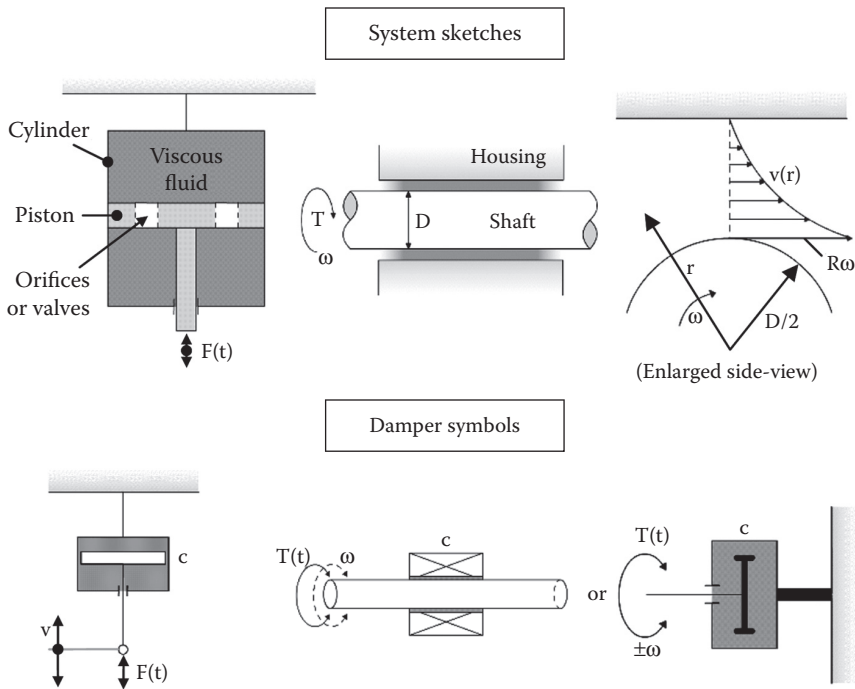 System sketches
Cylinder
Viscous
fluid
Piston
Orifices
or valves
F(t)
Housing
T
ω
D
Shaft
v(r)
r
Rω
ω
D/2
(Enlarged side-view)
Damper symbols
c
v
F(t)
T(t)
ω
c
or
T(t)
c
±ω